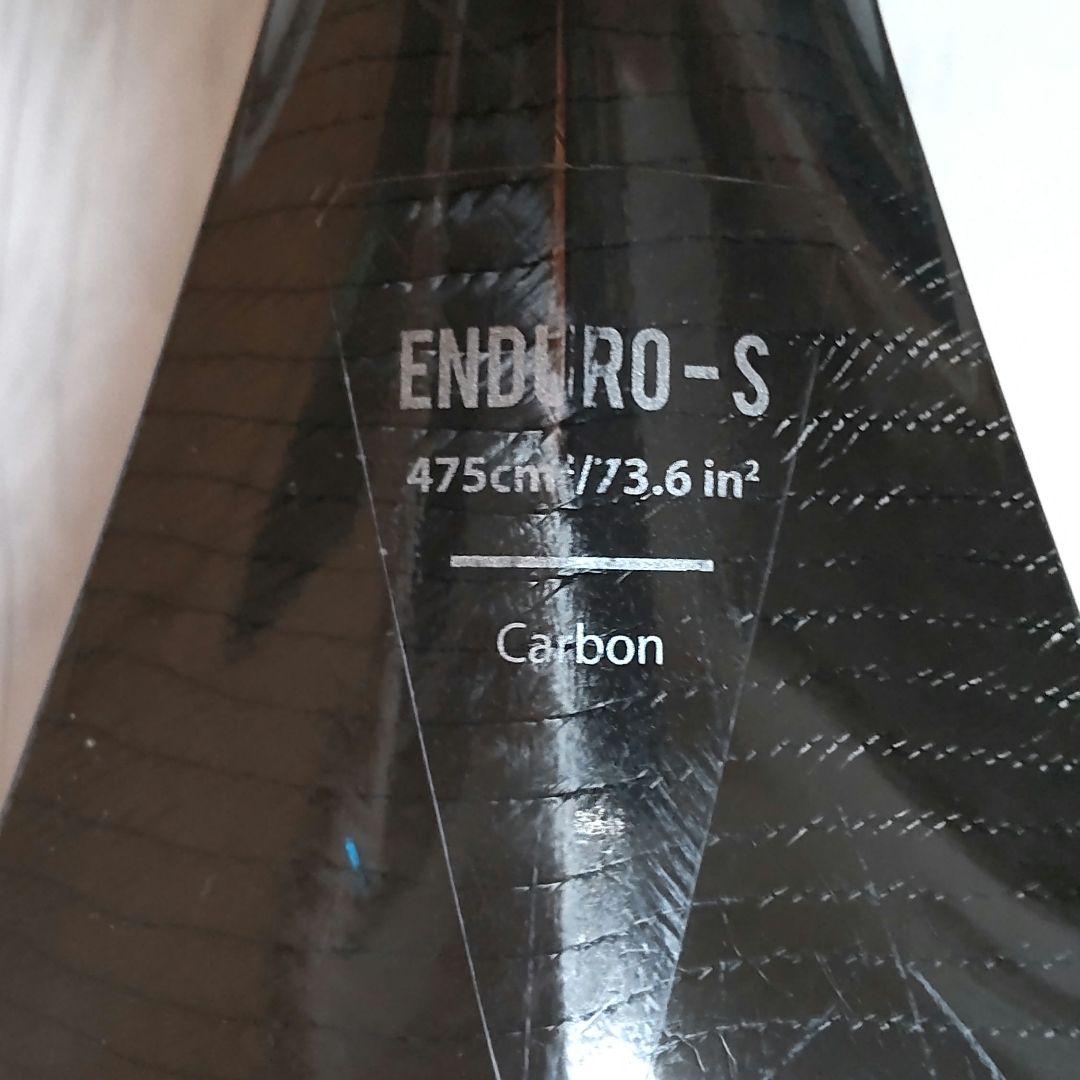 ENDURO-S
475cm²/73.6 in²
Carbon